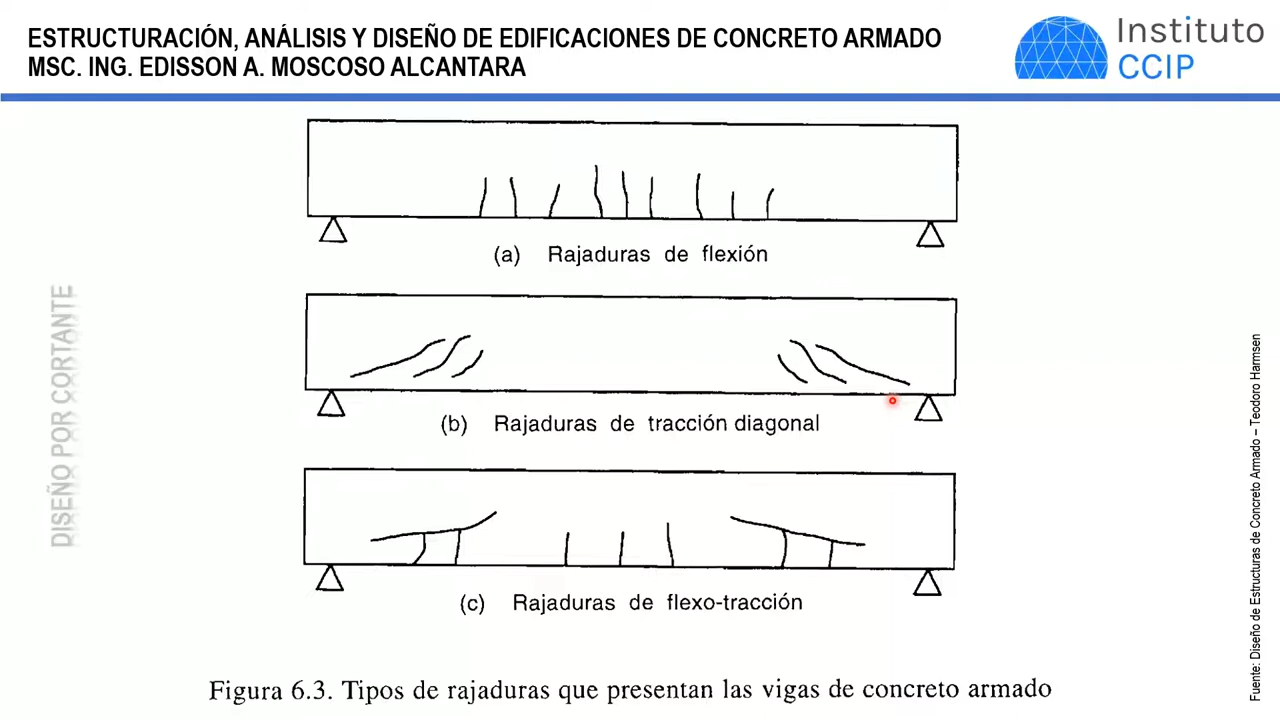 ESTRUCTURACIÓN, ANÁLISIS Y DISEÑO DE EDIFICACIONES DE CONCRETO ARMADO
MSC. ING. EDISSON A. MOSCOSO ALCANTARA
Instituto
CCIP
(a) Rajaduras de flexión
(b) Rajaduras de tracción diagonal
(c) Rajaduras de flexo-tracción
Figura 6.3. Tipos de rajaduras que presentan las vigas de concreto armado
DISEÑO POR CORTANTE
Fuente: Diseño de Estructuras de Concreto Armado – Teodoro Harmsen